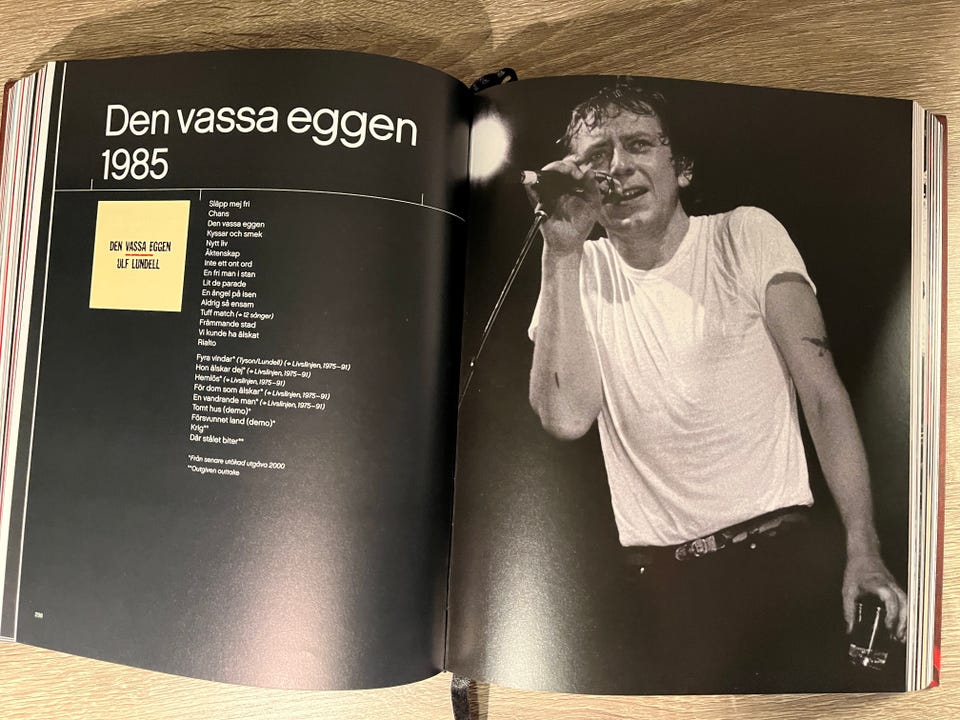 Den vassa eggen
1985
DEN VASSA EGGEN
ULF LUNDELL
Släpp mej fri
Chans
Den vassa eggen
Kyssar och smek
Nytt liv
Äktenskap
Inte ett ont ord
En fri man i stan
Lit de parade
En ängel på isen
Aldrig så ensam
Tuff match (→ 12 sånger)
Främmande stad
Vi kunde ha älskat
Rialto
Fyra vindar* (Tyson/Lundell) (→ Livslinjen, 1975–91)
Hon älskar dej* (→ Livslinjen, 1975–91)
Hemlös* (→ Livslinjen, 1975–91)
För dom som älskar* (→ Livslinjen, 1975–91)
En vandrande man* (→ Livslinjen, 1975–91)
Tomt hus (demo)*
Försvunnet land (demo)*
Krig**
Där stålet biter**
*Från senare utökad utgåva 2000
**Outgiven outtake